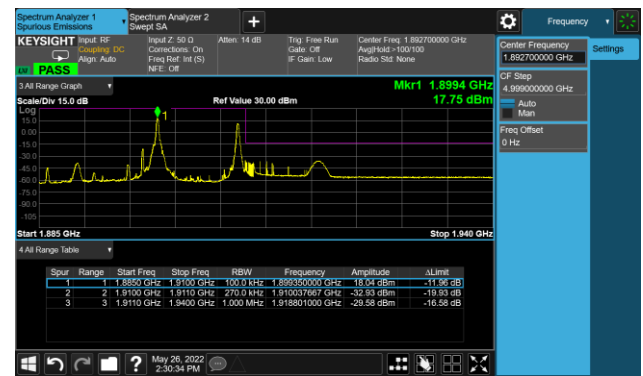 Spectrum Analyzer 1
Spurious Emissions
Spectrum Analyzer 2
Swept SA
Frequency
KEYSIGHT
Input: RF
Coupling: DC
Align: Auto
Input Z: 50 Ω
Corrections: On
Freq Ref: Int (S)
NFE: Off
Atten: 14 dB
Trig: Free Run
Gate: Off
IF Gain: Low
Center Freq: 1.892700000 GHz
Avg|Hold:>100/100
Radio Std: None
PASS
Center Frequency
1.892700000 GHz
Settings
CF Step
4.999000000 GHz
Auto
Man
Freq Offset
0 Hz
3 All Range Graph
Mkr1 1.8994 GHz
17.75 dBm
Scale/Div 15.0 dB
Ref Value 30.00 dBm
Log
15.0
0.00
-15.0
-30.0
-45.0
-60.0
-75.0
-90.0
-105
1
Start 1.885 GHz
Stop 1.940 GHz
4 All Range Table
Spur Range Start Freq Stop Freq RBW Frequency Amplitude ΔLimit
1 1 1.8850 GHz 1.9100 GHz 100.0 kHz 1.899350000 GHz 18.04 dBm -11.96 dB
2 2 1.9100 GHz 1.9110 GHz 270.0 kHz 1.910037667 GHz -32.93 dBm -19.93 dB
3 3 1.9110 GHz 1.9400 GHz 1.000 MHz 1.918801000 GHz -29.58 dBm -16.58 dB
May 26, 2022
2:30:34 PM